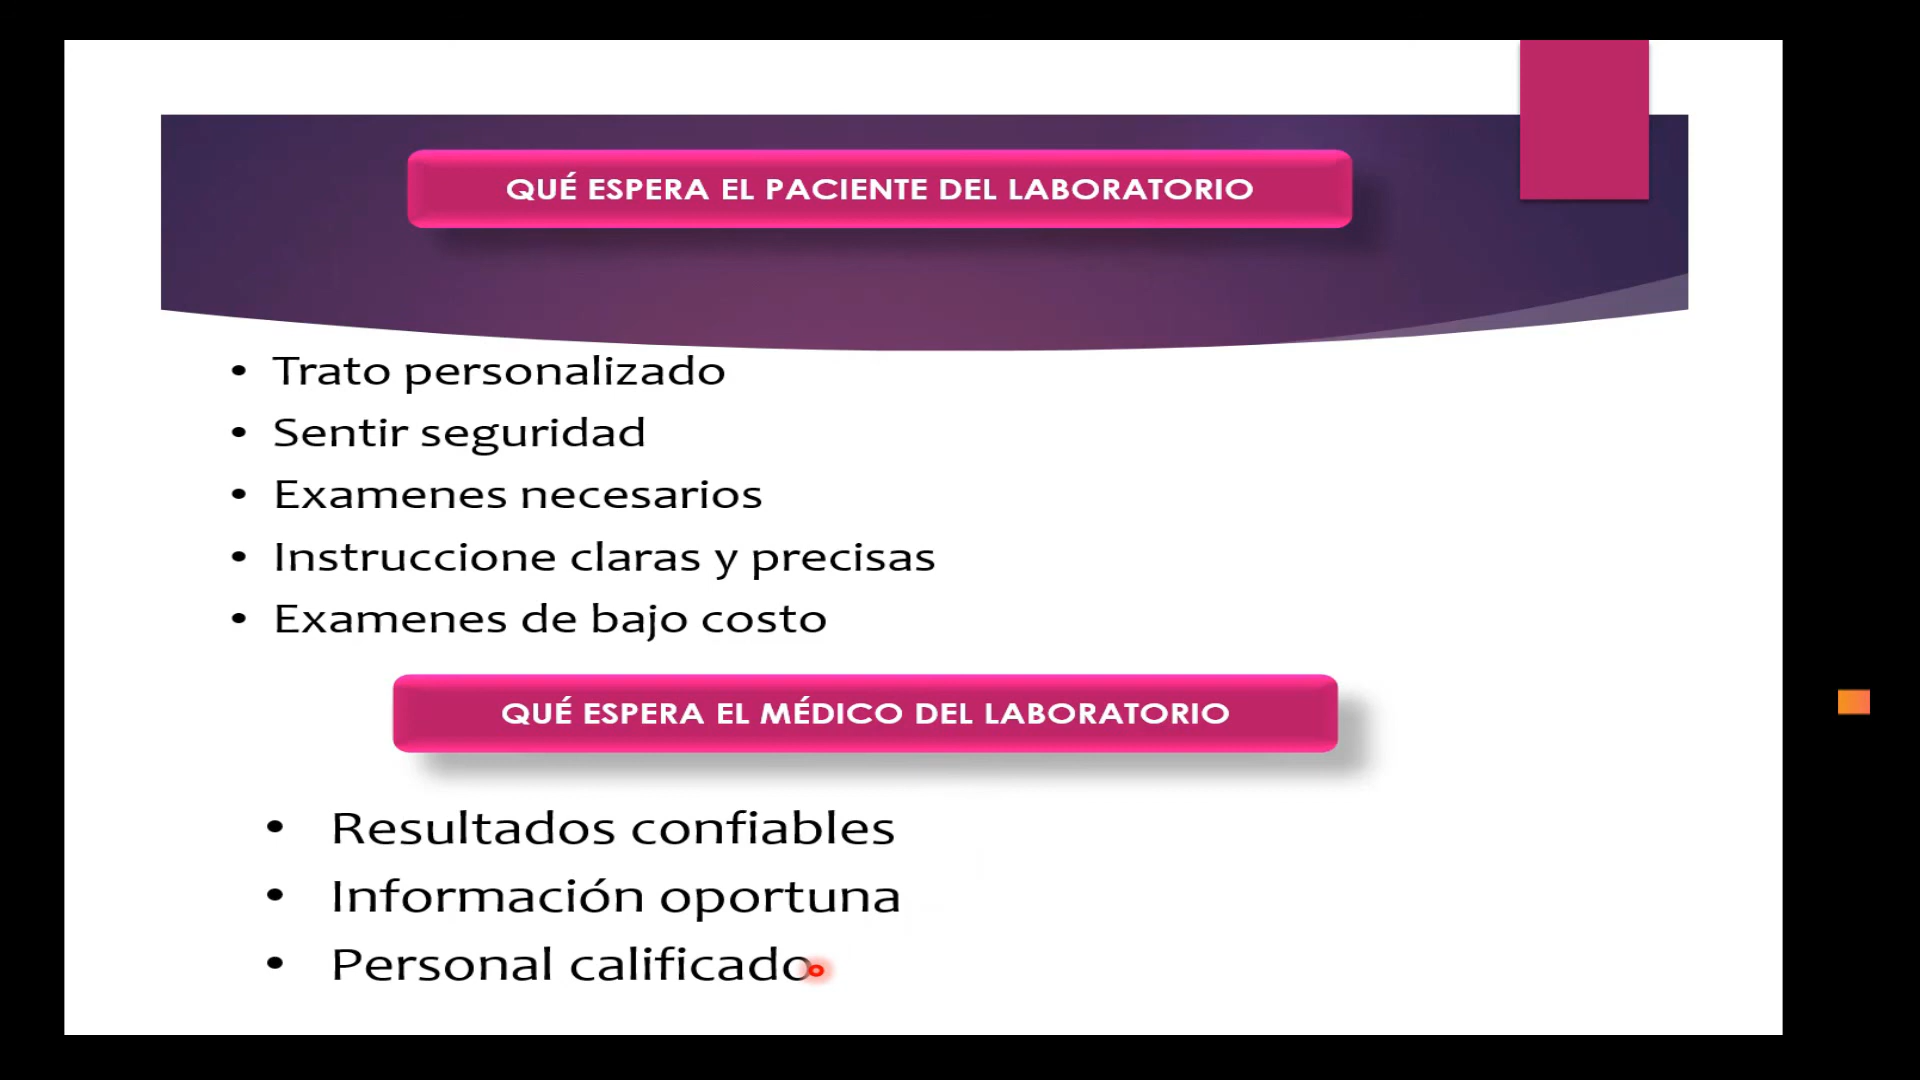 QUÉ ESPERA EL PACIENTE DEL LABORATORIO
• Trato personalizado
• Sentir seguridad
• Examenes necesarios
• Instruccione claras y precisas
• Examenes de bajo costo
QUÉ ESPERA EL MÉDICO DEL LABORATORIO
• Resultados confiables
• Información oportuna
• Personal calificado